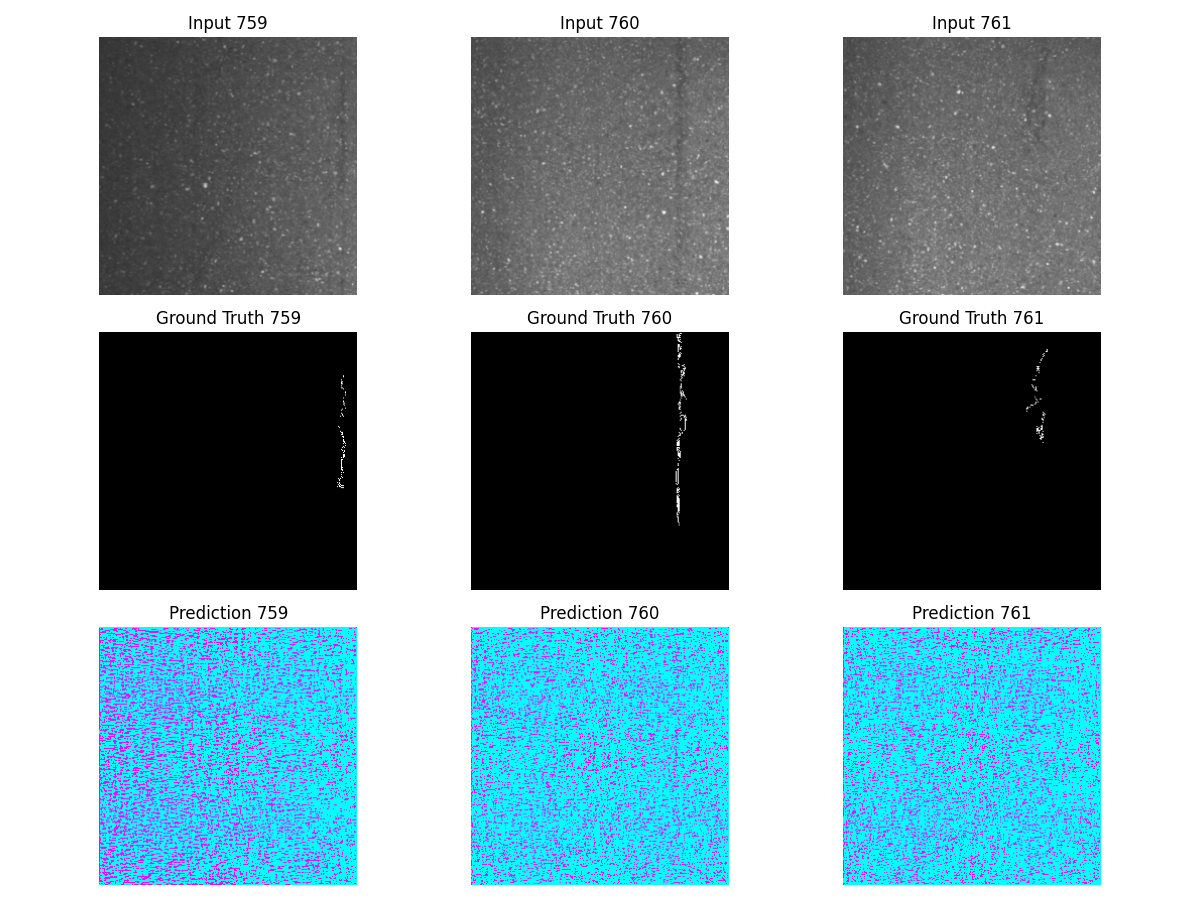 Input 759
Input 760
Input 761
Ground Truth 759
Ground Truth 760
Ground Truth 761
Prediction 759
Prediction 760
Prediction 761